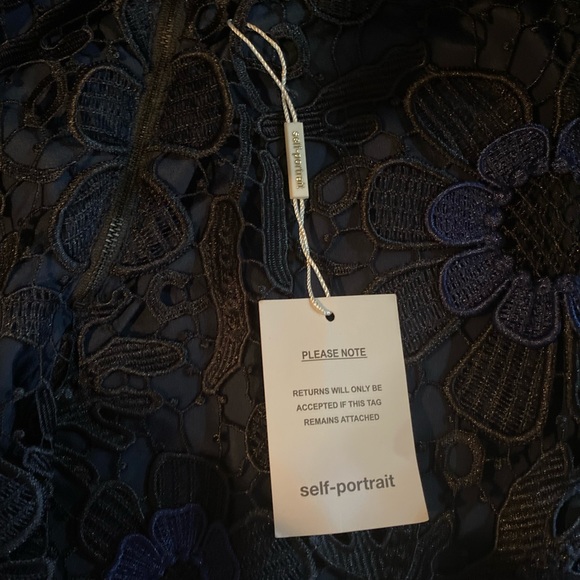 self-portrait
PLEASE NOTE
RETURNS WILL ONLY BE
ACCEPTED IF THIS TAG
REMAINS ATTACHED
self-portrait